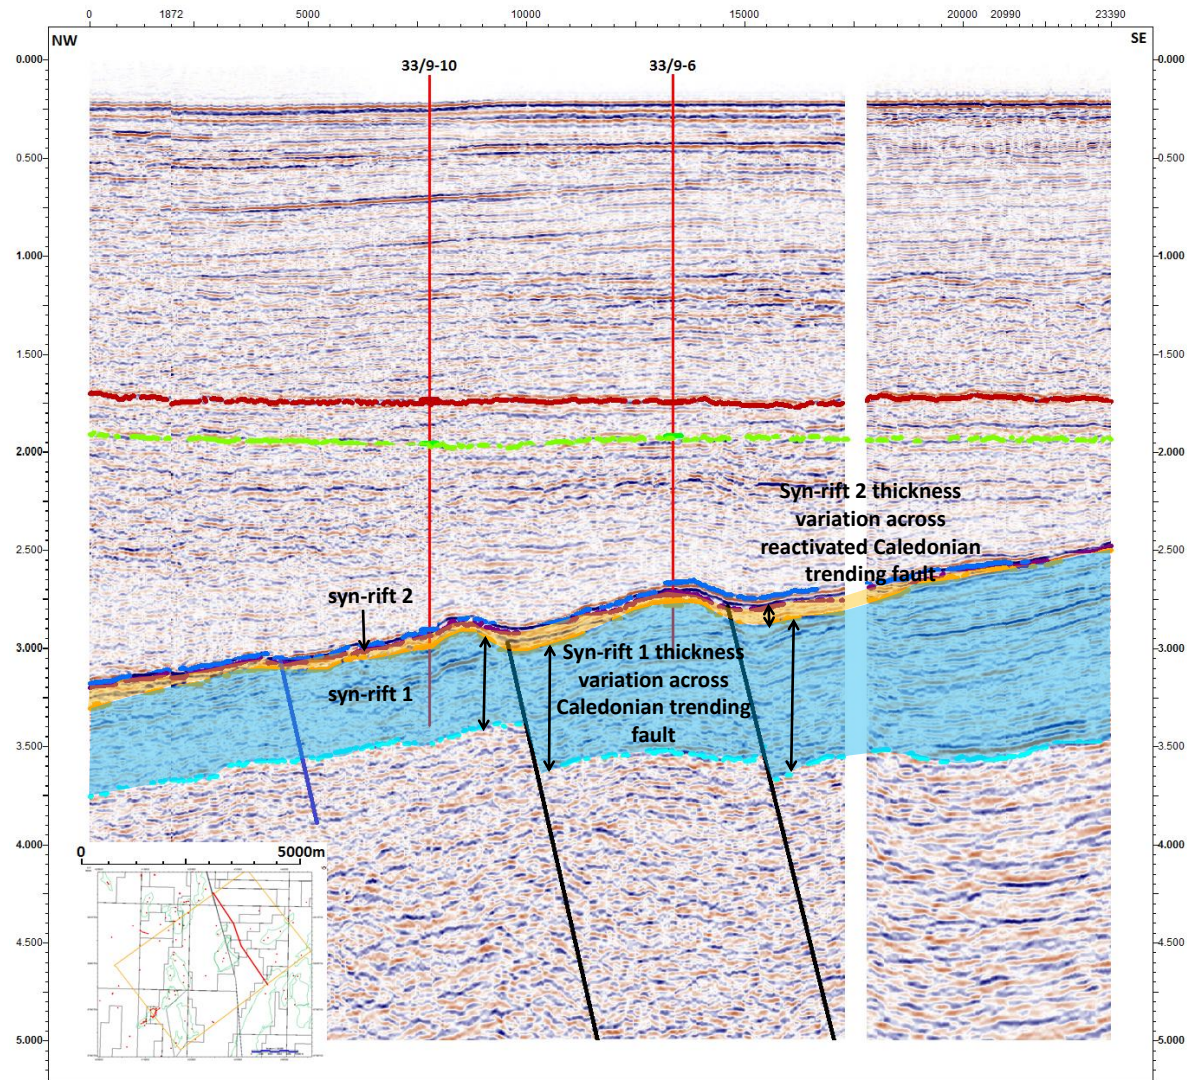 0 1872 5000 10000 15000 20000 20990 23390
NW
SE
33/9-10
33/9-6
0.000
0.500
1.000
1.500
2.000
2.500
3.000
3.500
4.000
4.500
5.000
0.000
0.500
1.000
1.500
2.000
2.500
3.000
3.500
4.000
4.500
5.000
Syn-rift 2 thickness
variation across
reactivated Caledonian
trending fault
syn-rift 2
syn-rift 1
Syn-rift 1 thickness
variation across
Caledonian trending
fault
0 5000m